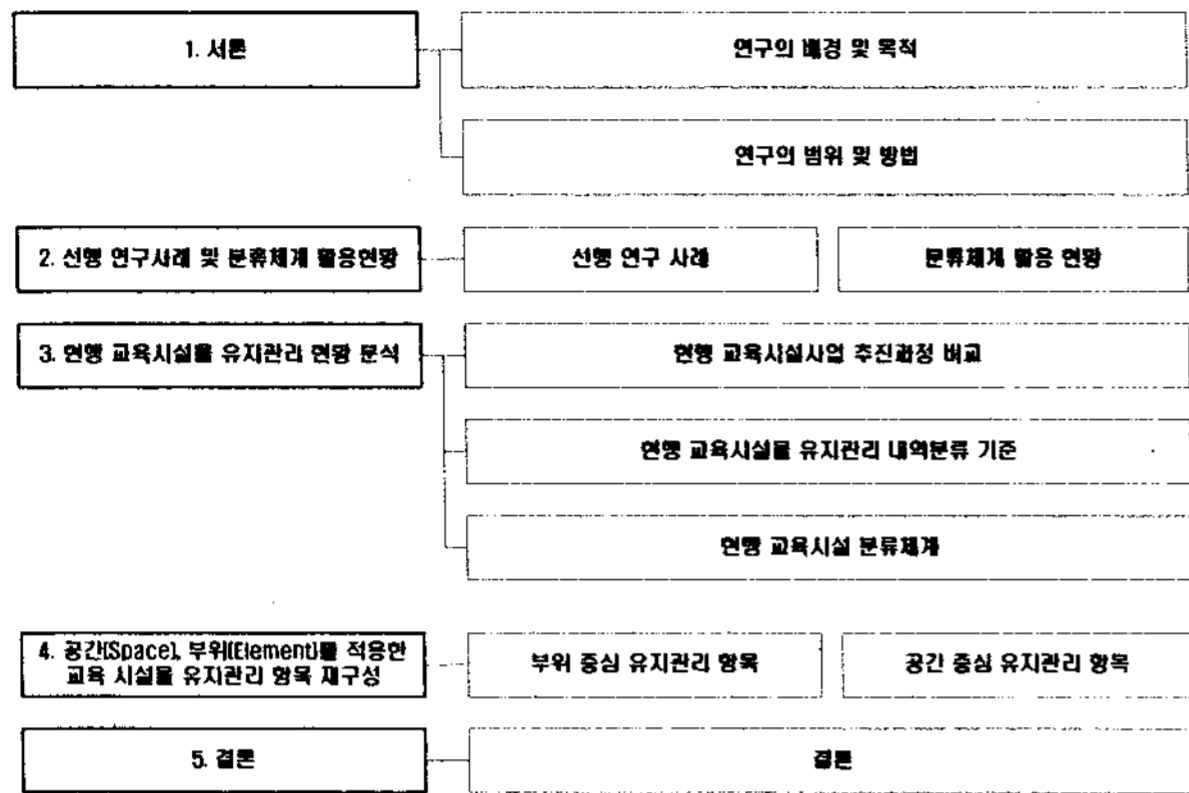 1. 서론
연구의 배경 및 목적
연구의 범위 및 방법
2. 선행 연구사례 및 분류체계 활용현황
선행 연구 사례
분류체계 활용 현황
3. 현행 교육시설물 유지관리 현황 분석
현행 교육시설사업 추진과정 비교
현행 교육시설물 유지관리 내역분류 기준
현행 교육시설 분류체계
4. 공간(Space), 부위(Element)를 적용한
교육 시설물 유지관리 항목 재구성
부위 중심 유지관리 항목
공간 중심 유지관리 항목
5. 결론
결론